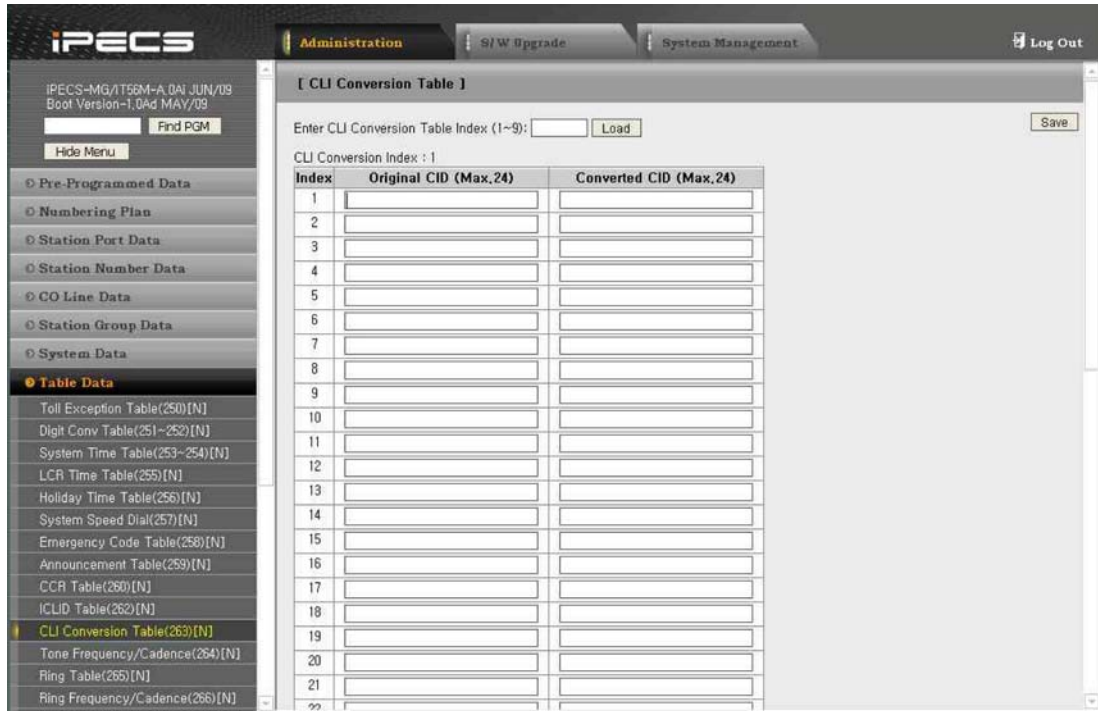 iPECS
Administration
S/W Upgrade
System Management
Log Out
iPECS-MG/IT56M-A.0Ai JUN/09
Boot Version-1.0Ad MAY/09
Find PGM
Hide Menu
Pre-Programmed Data
Numbering Plan
Station Port Data
Station Number Data
CO Line Data
Station Group Data
System Data
Table Data
Toll Exception Table(250)[N]
Digit Conv Table(251~252)[N]
System Time Table(253~254)[N]
LCR Time Table(255)[N]
Holiday Time Table(256)[N]
System Speed Dial(257)[N]
Emergency Code Table(258)[N]
Announcement Table(259)[N]
CCR Table(260)[N]
ICLID Table(262)[N]
CLI Conversion Table(263)[N]
Tone Frequency/Cadence(264)[N]
Ring Table(265)[N]
Ring Frequency/Cadence(266)[N]
[ CLI Conversion Table ]
Enter CLI Conversion Table Index (1~9): Load
Save
CLI Conversion Index : 1
Index Original CID (Max.24) Converted CID (Max.24)
1
2
3
4
5
6
7
8
9
10
11
12
13
14
15
16
17
18
19
20
21
22